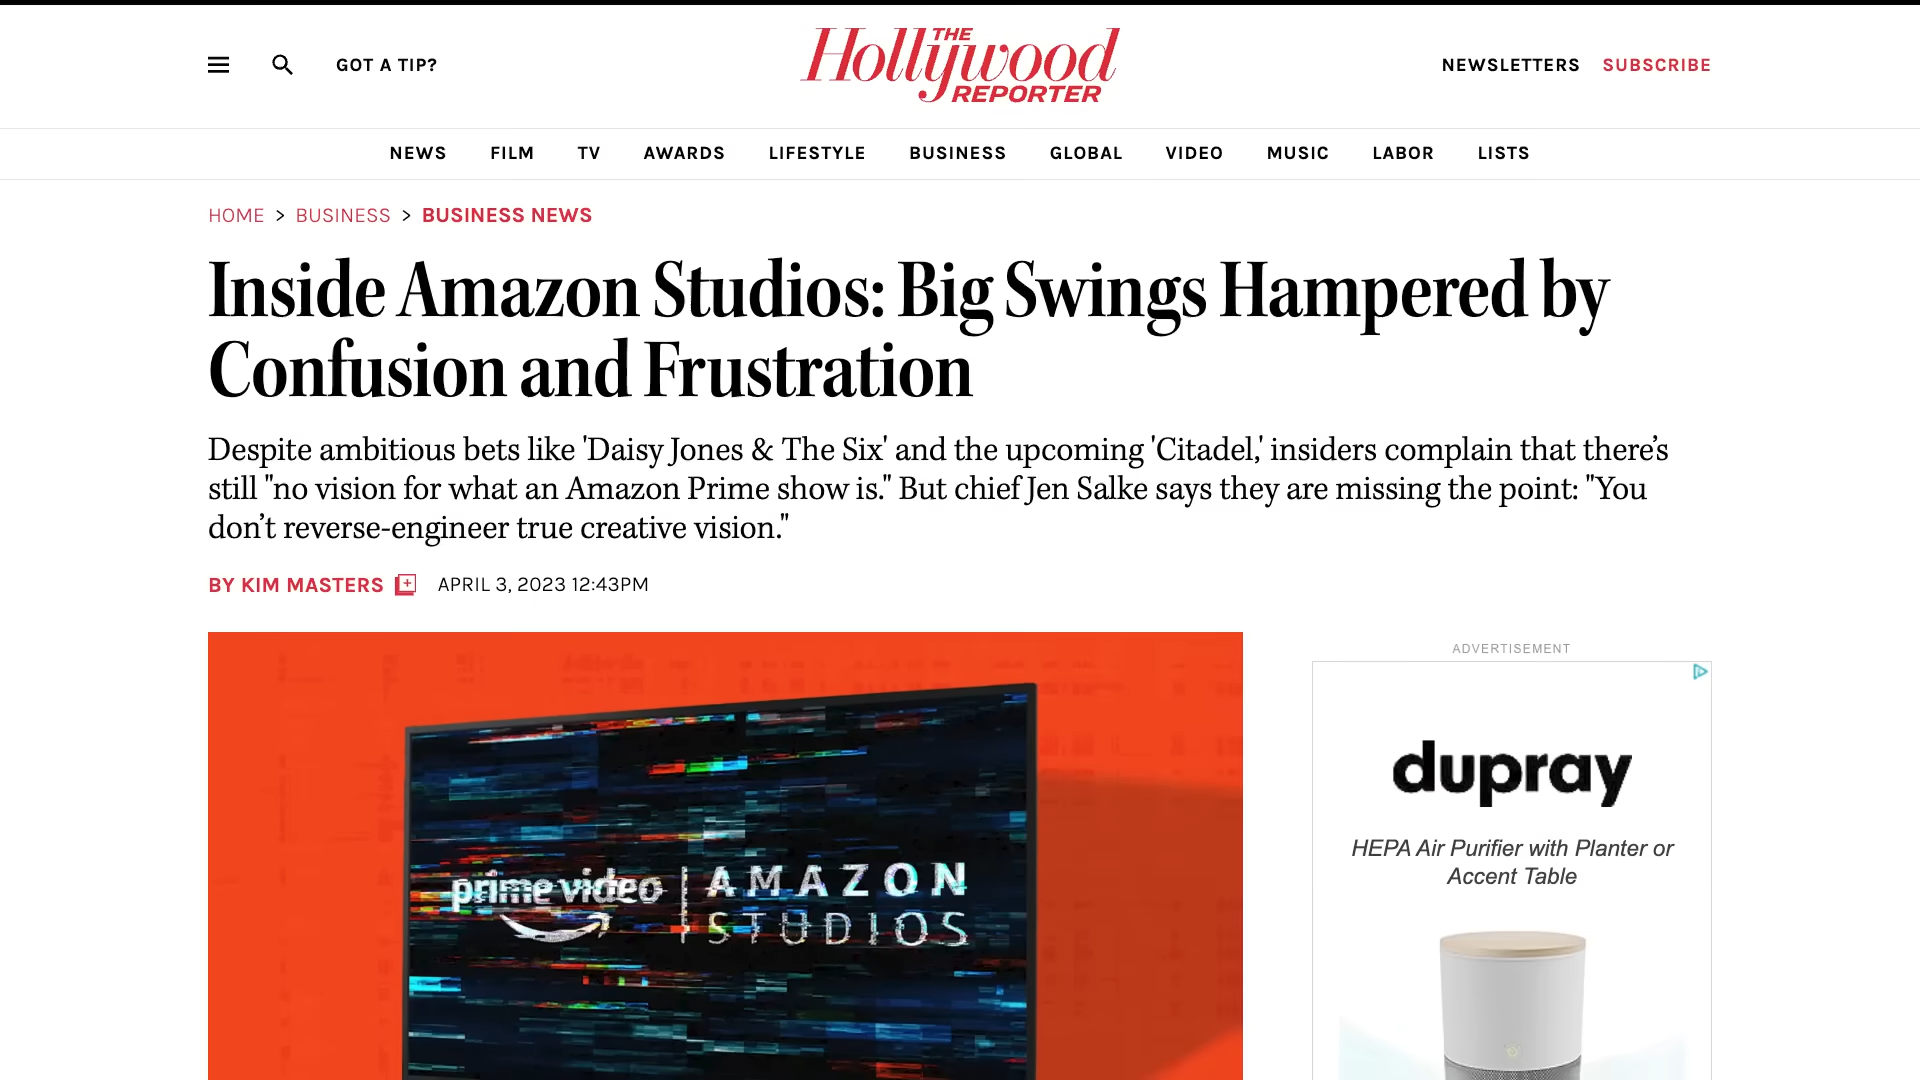 GOT A TIP?
THE
Hollywood
REPORTER
NEWSLETTERS SUBSCRIBE
NEWS FILM TV AWARDS LIFESTYLE BUSINESS GLOBAL VIDEO MUSIC LABOR LISTS
HOME > BUSINESS > BUSINESS NEWS
Inside Amazon Studios: Big Swings Hampered by
Confusion and Frustration
Despite ambitious bets like 'Daisy Jones & The Six' and the upcoming 'Citadel,' insiders complain that there’s
still "no vision for what an Amazon Prime show is." But chief Jen Salke says they are missing the point: "You
don’t reverse-engineer true creative vision."
BY KIM MASTERS APRIL 3, 2023 12:43PM
prime video
AMAZON
STUDIOS
ADVERTISEMENT
dupray
HEPA Air Purifier with Planter or
Accent Table